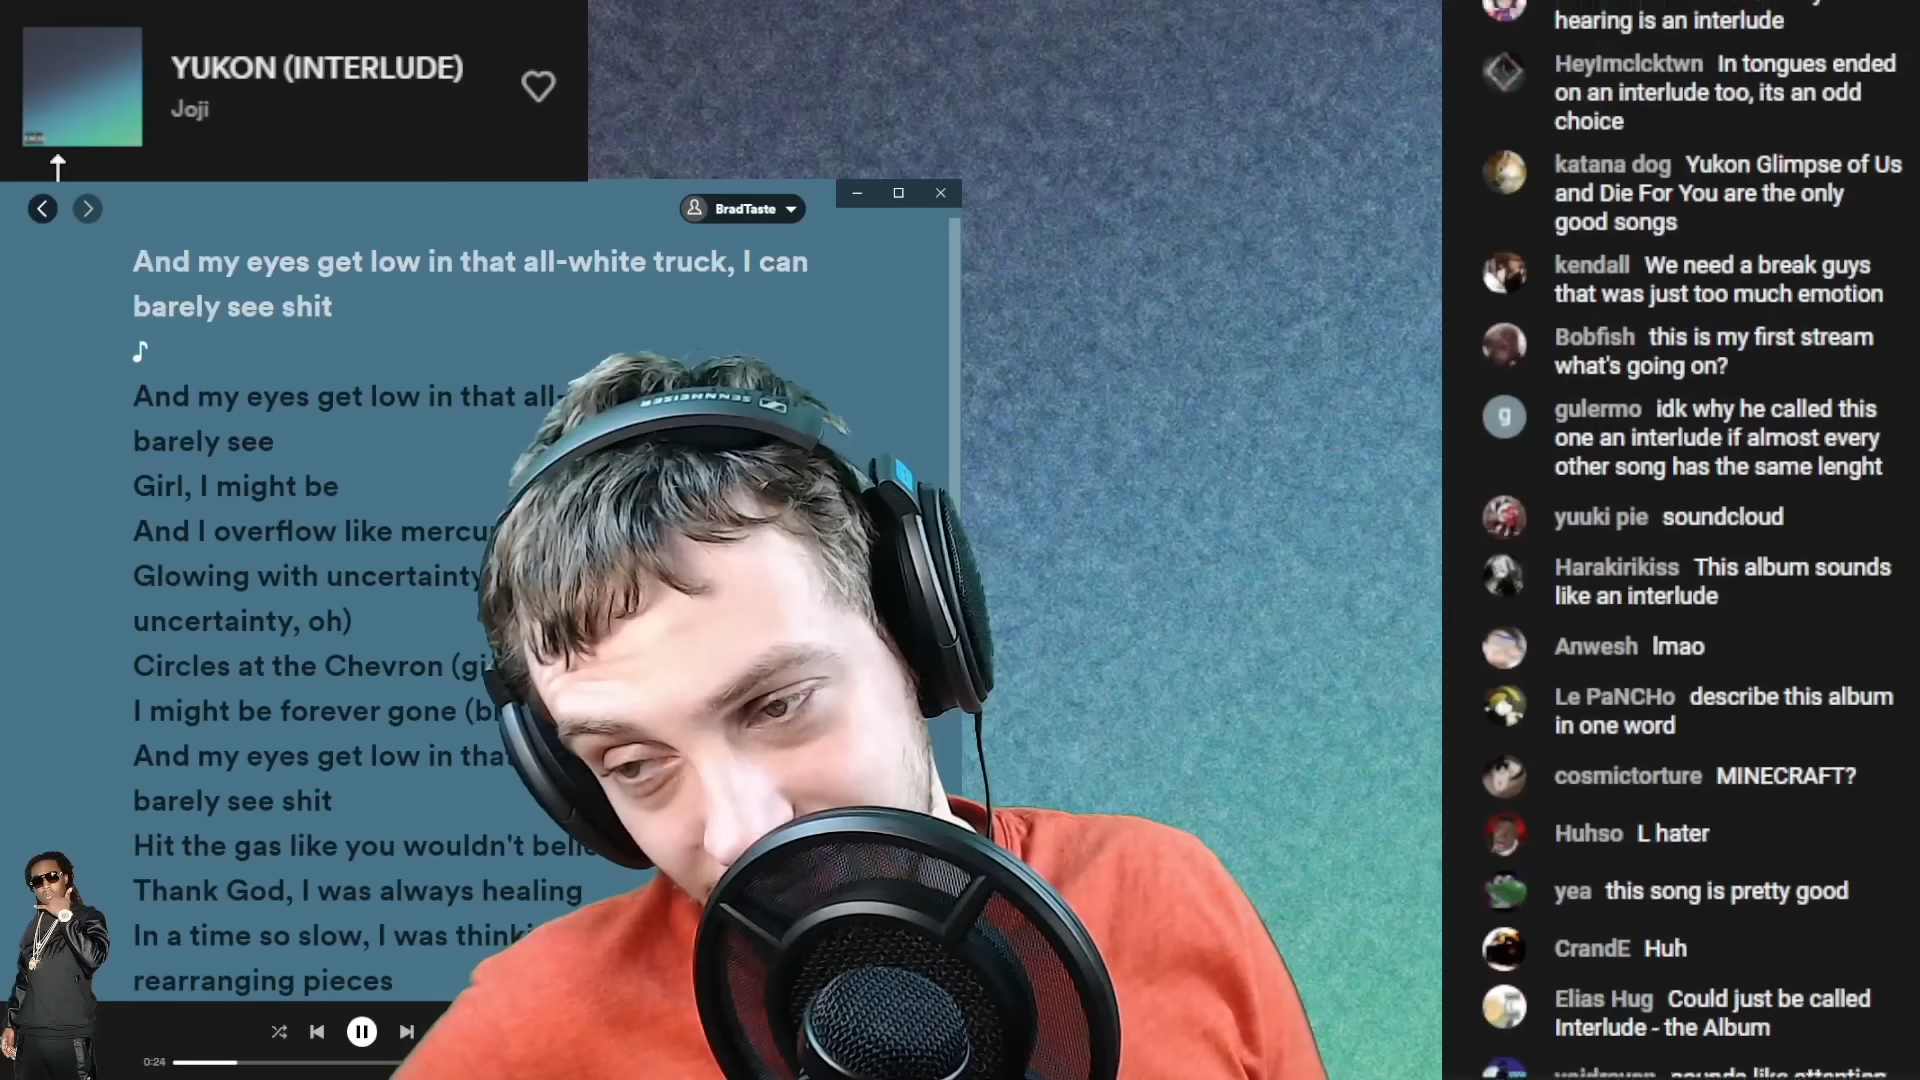 YUKON (INTERLUDE)
Joji
BradTaste
And my eyes get low in that all-white truck, I can
barely see shit
♪
And my eyes get low in that all-
barely see
Girl, I might be
And I overflow like mercu
Glowing with uncertainty
uncertainty, oh)
Circles at the Chevron (gi
I might be forever gone (b
And my eyes get low in that
barely see shit
Hit the gas like you wouldn't beli
Thank God, I was always healing
In a time so slow, I was think
rearranging pieces
0:24
SENNHEISER
hearing is an interlude
HeyImclcktwn In tongues ended
on an interlude too, its an odd
choice
katana dog Yukon Glimpse of Us
and Die For You are the only
good songs
kendall We need a break guys
that was just too much emotion
Bobfish this is my first stream
what's going on?
g
gulermo idk why he called this
one an interlude if almost every
other song has the same lenght
yuuki pie soundcloud
Harakirikiss This album sounds
like an interlude
Anwesh lmao
Le PaNCHo describe this album
in one word
cosmictorture MINECRAFT?
Huhso L hater
yea this song is pretty good
CrandE Huh
Elias Hug Could just be called
Interlude - the Album
sounds like attention